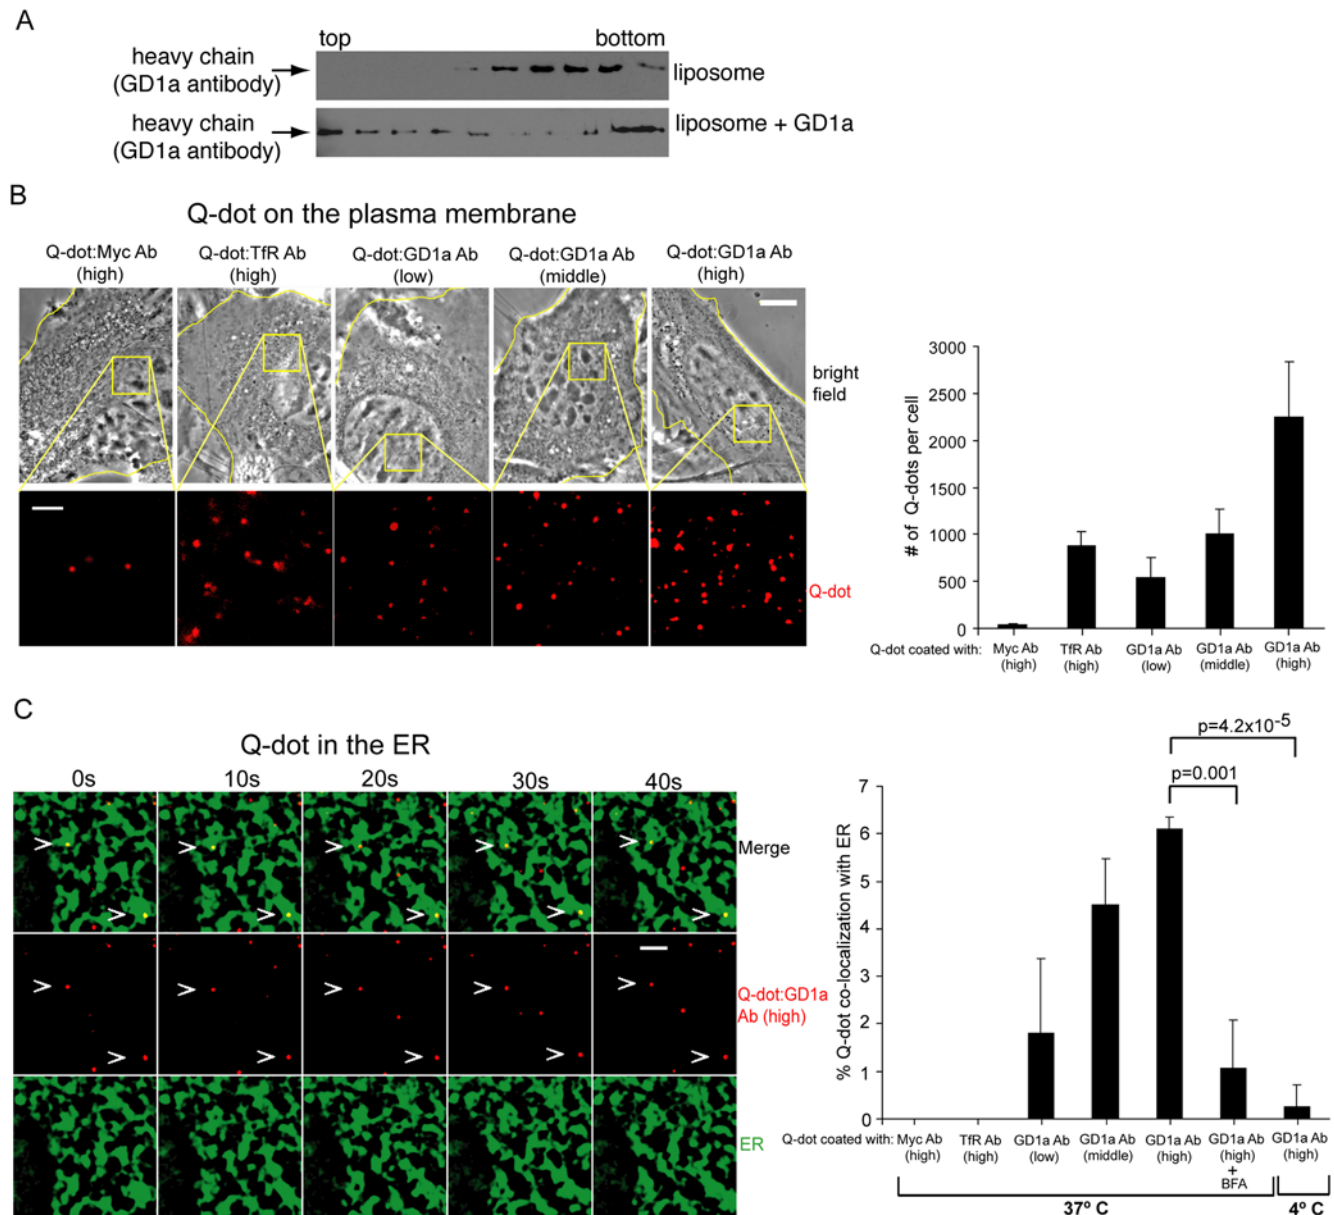 A
top
bottom
heavy chain
(GD1a antibody)
liposome
heavy chain
(GD1a antibody)
liposome + GD1a
B
Q-dot on the plasma membrane
Q-dot:Myc Ab
(high)
Q-dot:TfR Ab
(high)
Q-dot:GD1a Ab
(low)
Q-dot:GD1a Ab
(middle)
Q-dot:GD1a Ab
(high)
bright
field
Q-dot
# of Q-dots per cell
3000
2500
2000
1500
1000
500
0
Q-dot coated with:
Myc Ab
(high)
TfR Ab
(high)
GD1a Ab
(low)
GD1a Ab
(middle)
GD1a Ab
(high)
C
Q-dot in the ER
0s
10s
20s
30s
40s
Merge
Q-dot:GD1a
Ab (high)
ER
p=4.2x10-5
p=0.001
% Q-dot co-localization with ER
7
6
5
4
3
2
1
0
Q-dot coated with:
Myc Ab
(high)
TfR Ab
(high)
GD1a Ab
(low)
GD1a Ab
(middle)
GD1a Ab
(high)
GD1a Ab
(high)
+
BFA
GD1a Ab
(high)
37º C
4º C